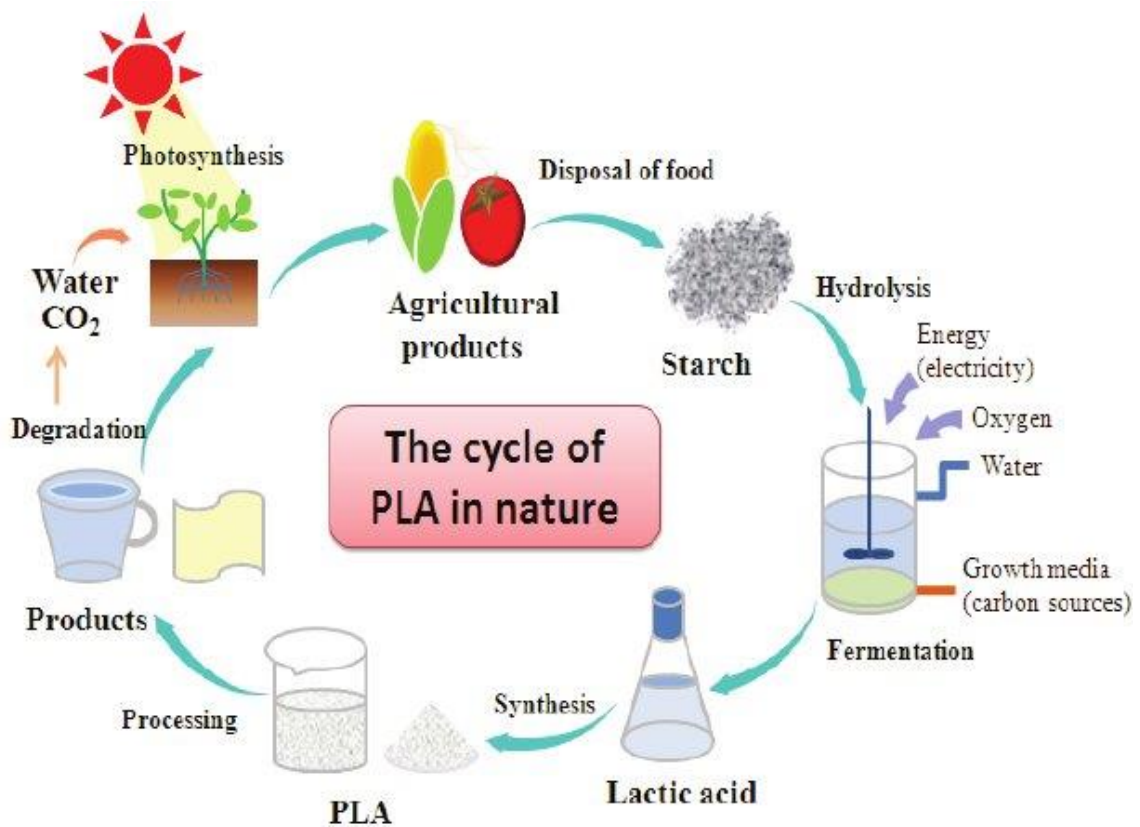 Photosynthesis
Water
CO₂
Degradation
Agricultural
products
Disposal of food
Starch
Hydrolysis
Energy
(electricity)
Oxygen
Water
Growth media
(carbon sources)
Fermentation
The cycle of
PLA in nature
Lactic acid
Synthesis
PLA
Processing
Products